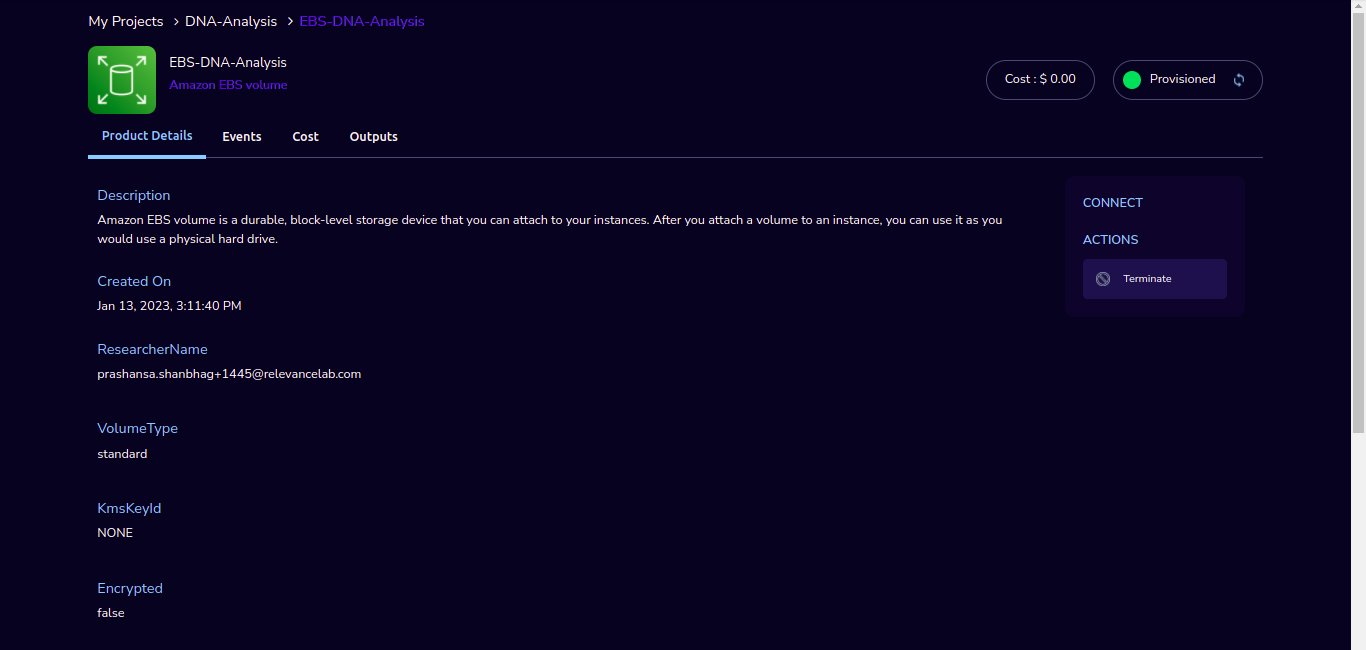 My Projects > DNA-Analysis > EBS-DNA-Analysis
EBS-DNA-Analysis
Amazon EBS volume
Cost : $ 0.00
Provisioned
Product Details
Events
Cost
Outputs
Description
Amazon EBS volume is a durable, block-level storage device that you can attach to your instances. After you attach a volume to an instance, you can use it as you
would use a physical hard drive.
Created On
Jan 13, 2023, 3:11:40 PM
ResearcherName
prashansa.shanbhag+1445@relevancelab.com
VolumeType
standard
KmsKeyId
NONE
Encrypted
false
CONNECT
ACTIONS
Terminate